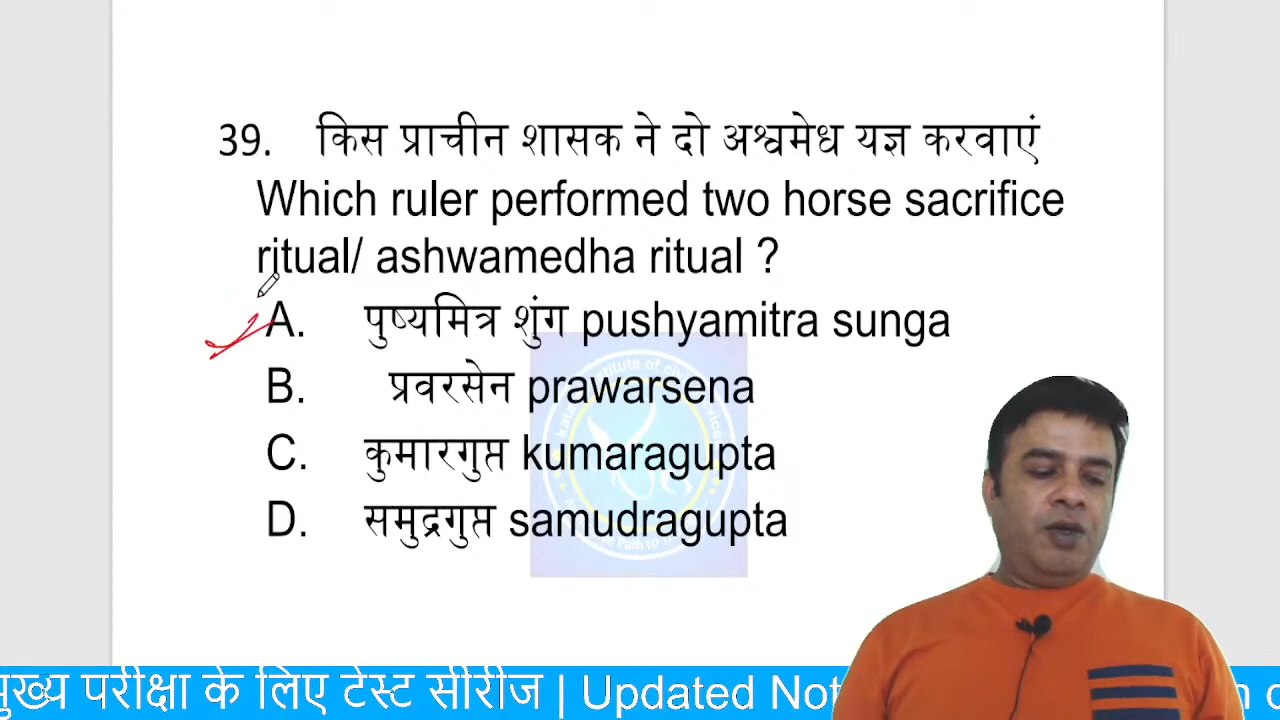 39. किस प्राचीन शासक ने दो अश्वमेध यज्ञ करवाएं
Which ruler performed two horse sacrifice
ritual/ ashwamedha ritual ?
A. पुष्यमित्र शुंग pushyamitra sunga
B. प्रवरसेन prawarsena
C. कुमारगुप्त kumaragupta
D. समुद्रगुप्त samudragupta
मुख्य परीक्षा के लिए टेस्ट सीरीज | Updated Not